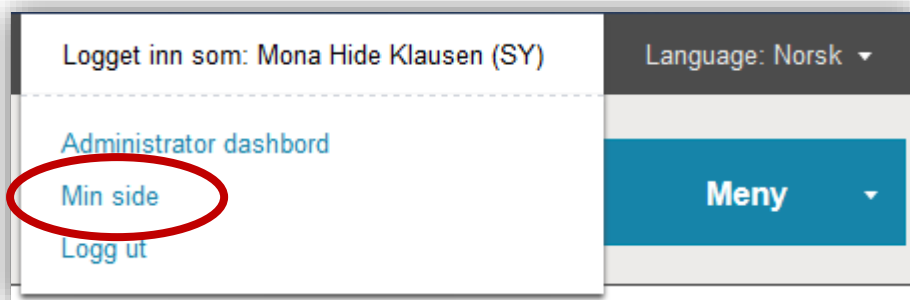 Logget inn som: Mona Hide Klausen (SY)
Language: Norsk
Administrator dashbord
Min side
Meny
Logg ut